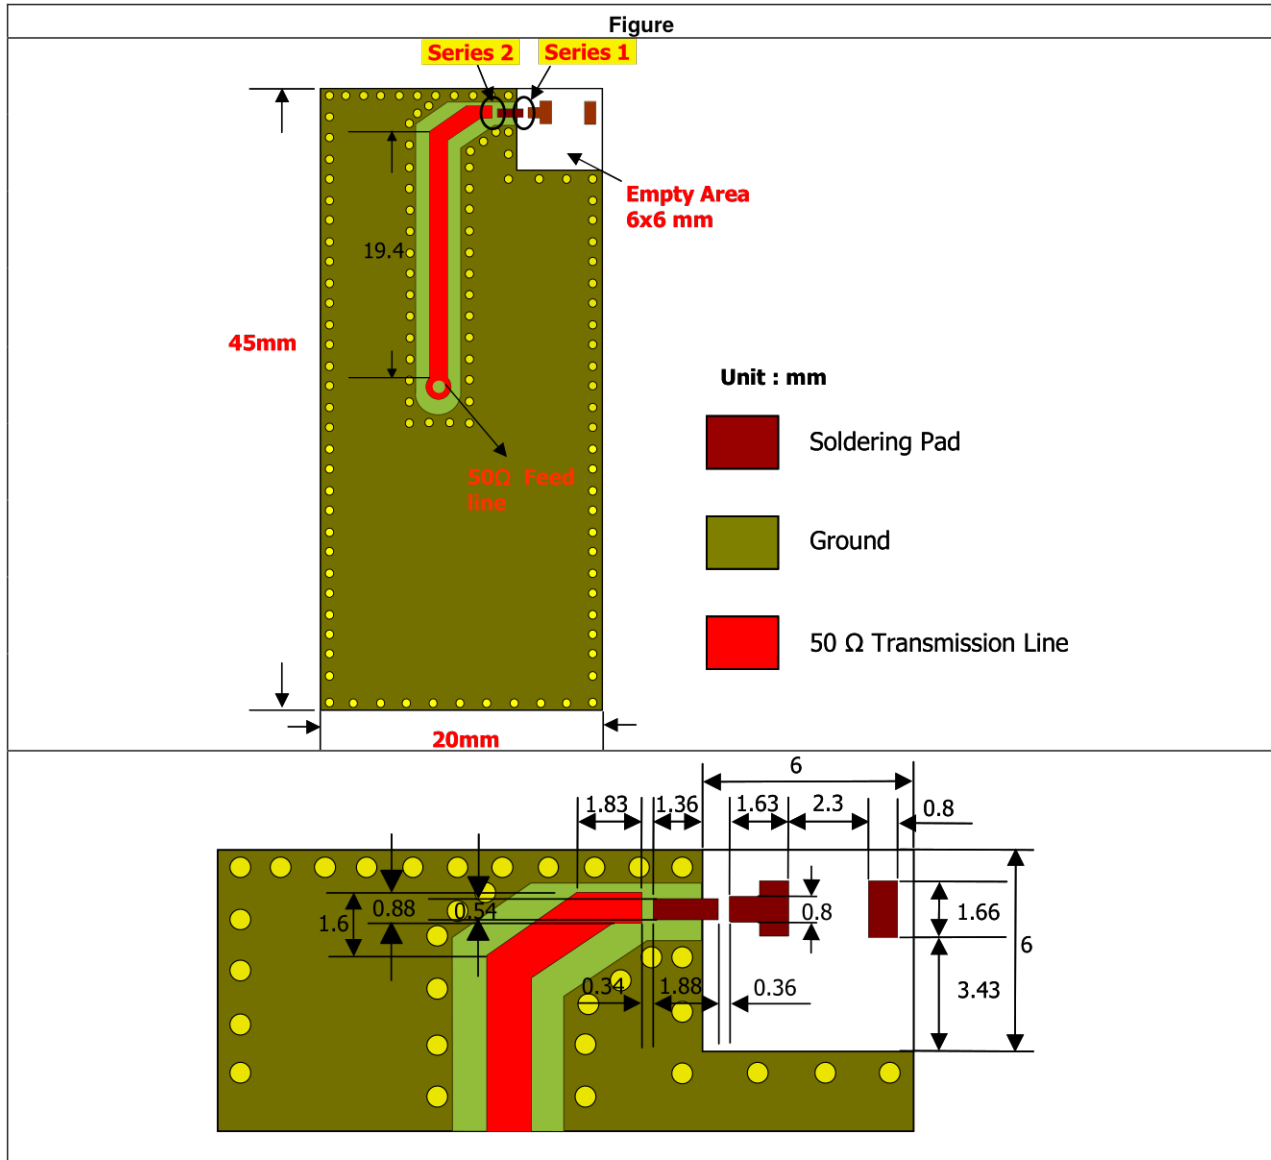 Figure
Series 2 Series 1
Empty Area
6x6 mm
19.4
45mm
Unit : mm
Soldering Pad
50Ω Feed
line
Ground
50 Ω Transmission Line
20mm
6
1.83 1.36 1.63 2.3 0.8
1.6 0.88 0.54 0.8 1.66
6
0.34 1.88 0.36 3.43